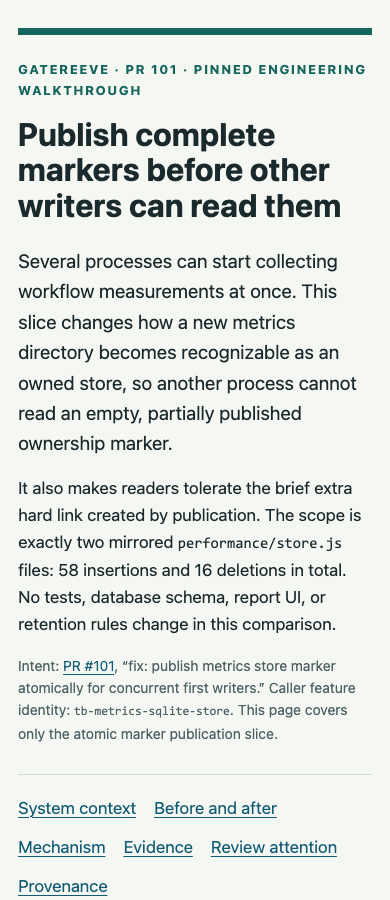 GATEREEVE · PR 101 · PINNED ENGINEERING
WALKTHROUGH
Publish complete
markers before other
writers can read them
Several processes can start collecting
workflow measurements at once. This
slice changes how a new metrics
directory becomes recognizable as an
owned store, so another process cannot
read an empty, partially published
ownership marker.
It also makes readers tolerate the brief extra
hard link created by publication. The scope is
exactly two mirrored performance/store.js
files: 58 insertions and 16 deletions in total.
No tests, database schema, report UI, or
retention rules change in this comparison.
Intent: PR #101, “fix: publish metrics store marker
atomically for concurrent first writers.” Caller feature
identity: tb-metrics-sqlite-store. This page covers
only the atomic marker publication slice.
System context Before and after
Mechanism Evidence Review attention
Provenance